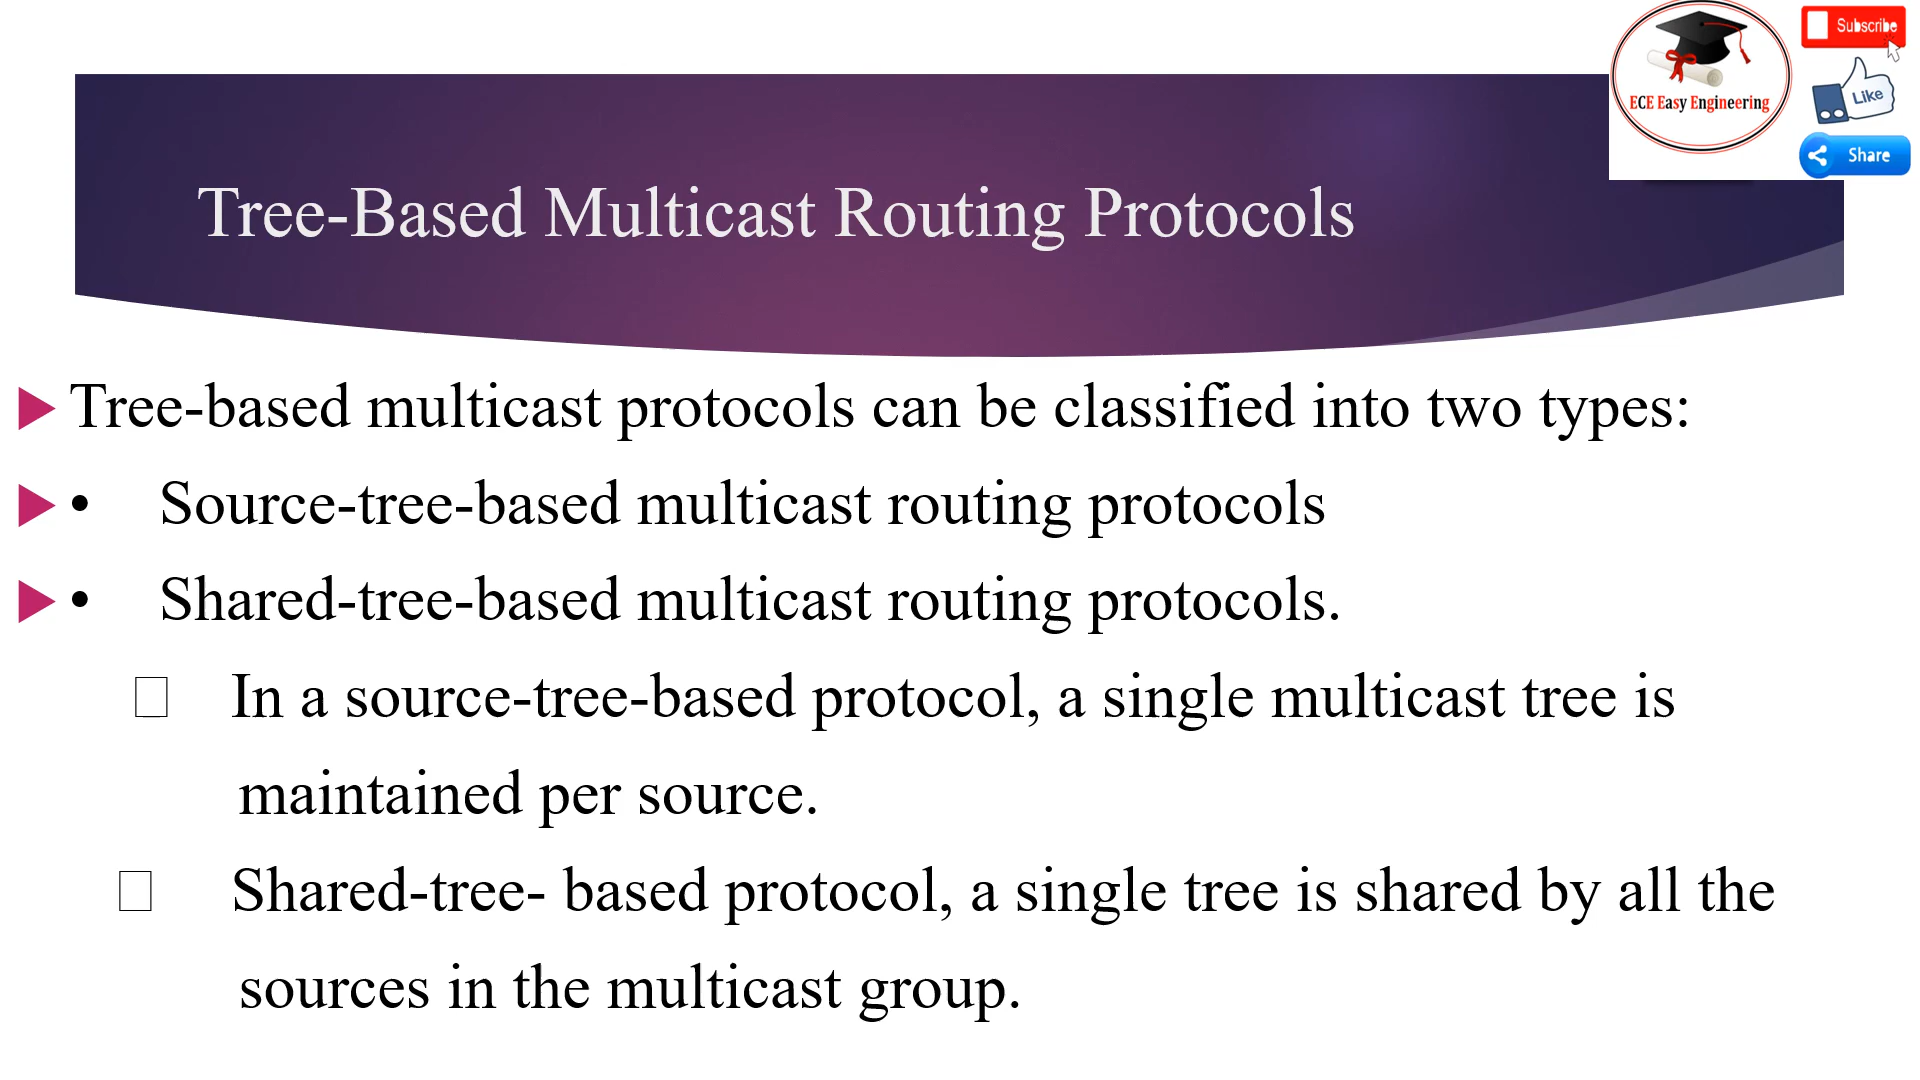 Subscribe
ECE Easy Engineering
Like
Share
Tree-Based Multicast Routing Protocols
Tree-based multicast protocols can be classified into two types:
• Source-tree-based multicast routing protocols
• Shared-tree-based multicast routing protocols.
In a source-tree-based protocol, a single multicast tree is
maintained per source.
Shared-tree- based protocol, a single tree is shared by all the
sources in the multicast group.